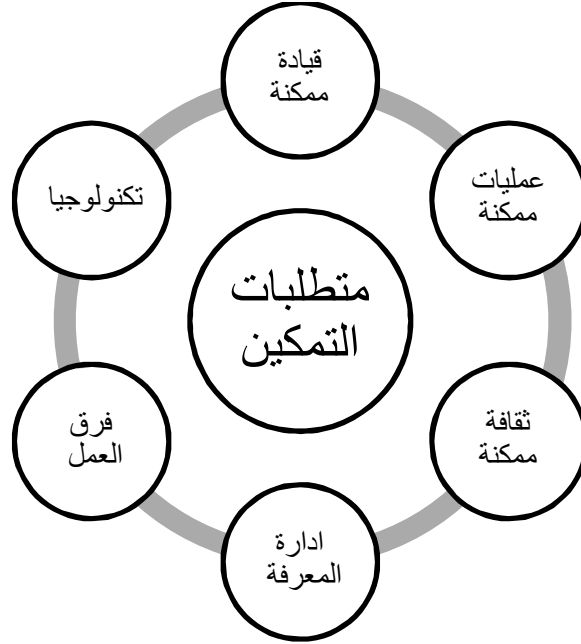 قيادة
ممكنة
عمليات
ممكنة
ثقافة
ممكنة
ادارة
المعرفة
فرق
العمل
تكنولوجيا
متطلبات
التمكين